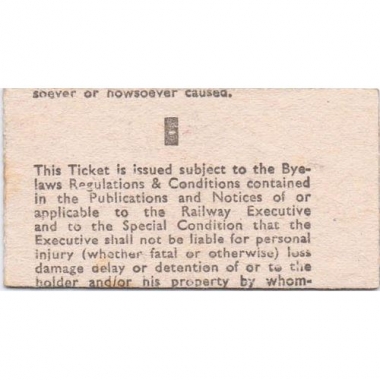 soever or howsoever caused.
This Ticket is issued subject to the Bye-
laws Regulations & Conditions contained
in the Publications and Notices of or
applicable to the Railway Executive
and to the Special Condition that the
Executive shall not be liable for personal
injury (whether fatal or otherwise) loss
damage delay or detention of or to the
holder and/or his property by whom-